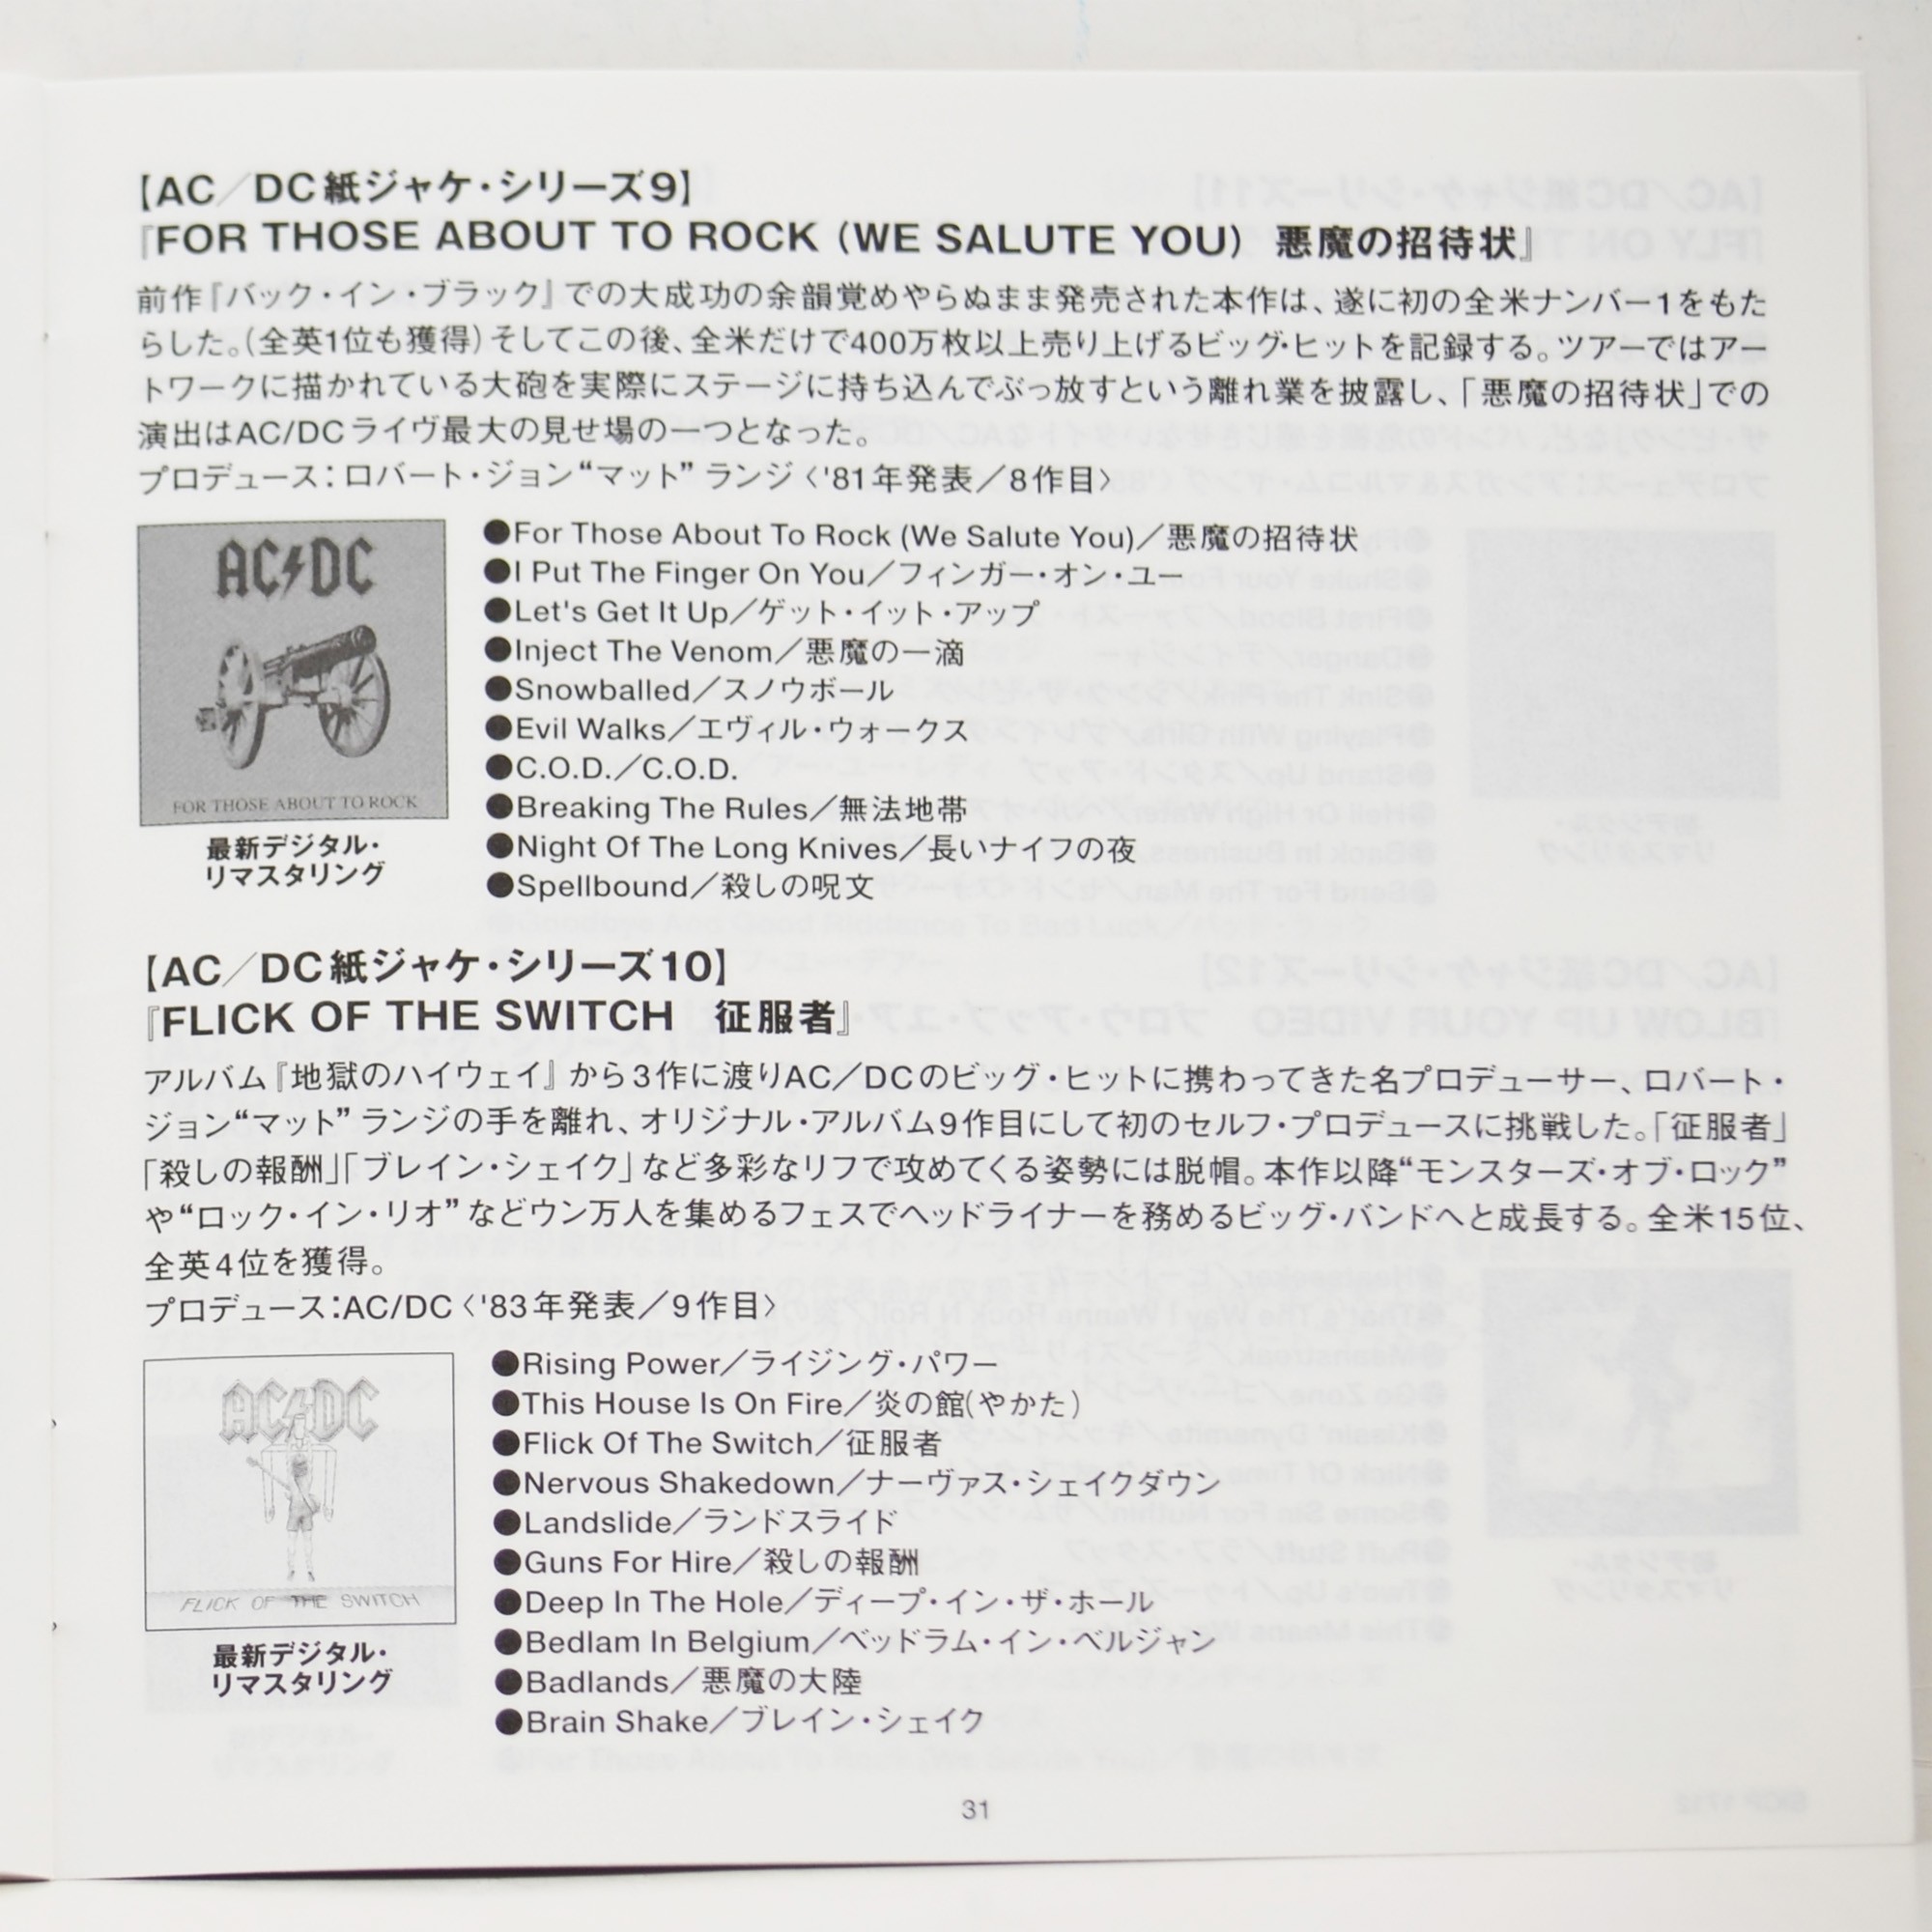 【AC／DC紙ジャケ・シリーズ9】
『FOR THOSE ABOUT TO ROCK (WE SALUTE YOU) 悪魔の招待状』
前作『バック・イン・ブラック』での大成功の余韻覚めやらぬまま発売された本作は、遂に初の全米ナンバー1をもた
らした。(全英1位も獲得)そしてこの後、全米だけで400万枚以上売り上げるビッグ・ヒットを記録する。ツアーではアー
トワークに描かれている大砲を実際にステージに持ち込んでぶっ放すという離れ業を披露し、「悪魔の招待状」での
演出はAC/DCライヴ最大の見せ場の一つとなった。
プロデュース：ロバート・ジョン“マット” ランジ〈'81年発表／8作目〉
AC⚡DC
FOR THOSE ABOUT TO ROCK
最新デジタル・
リマスタリング
●For Those About To Rock (We Salute You)／悪魔の招待状
●I Put The Finger On You／フィンガー・オン・ユー
●Let's Get It Up／ゲット・イット・アップ
●Inject The Venom／悪魔の一滴
●Snowballed／スノウボール
●Evil Walks／エヴィル・ウォークス
●C.O.D.／C.O.D.
●Breaking The Rules／無法地帯
●Night Of The Long Knives／長いナイフの夜
●Spellbound／殺しの呪文
【AC／DC紙ジャケ・シリーズ10】
『FLICK OF THE SWITCH 征服者』
アルバム『地獄のハイウェイ』から3作に渡りAC／DCのビッグ・ヒットに携わってきた名プロデューサー、ロバート・
ジョン“マット” ランジの手を離れ、オリジナル・アルバム9作目にして初のセルフ・プロデュースに挑戦した。「征服者」
「殺しの報酬」「ブレイン・シェイク」など多彩なリフで攻めてくる姿勢には脱帽。本作以降“モンスターズ・オブ・ロック”
や“ロック・イン・リオ” などウン万人を集めるフェスでヘッドライナーを務めるビッグ・バンドへと成長する。全米15位、
全英4位を獲得。
プロデュース：AC/DC〈'83年発表／9作目〉
AC⚡DC
FLICK OF THE SWITCH
最新デジタル・
リマスタリング
●Rising Power／ライジング・パワー
●This House Is On Fire／炎の館(やかた)
●Flick Of The Switch／征服者
●Nervous Shakedown／ナーヴァス・シェイクダウン
●Landslide／ランドスライド
●Guns For Hire／殺しの報酬
●Deep In The Hole／ディープ・イン・ザ・ホール
●Bedlam In Belgium／ベッドラム・イン・ベルジャン
●Badlands／悪魔の大陸
●Brain Shake／ブレイン・シェイク
31